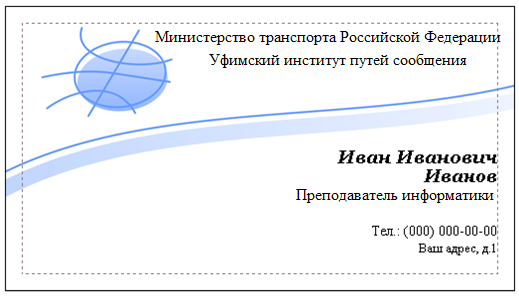 Министерство транспорта Российской Федерации
Уфимский институт путей сообщения
Иван Иванович
Иванов
Преподаватель информатики
Тел.: (000) 000-00-00
Ваш адрес, д.1